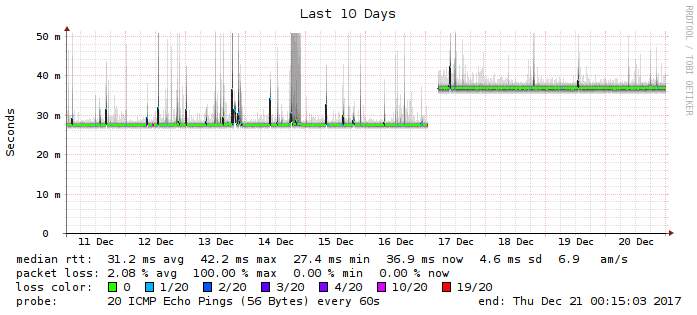 Last 10 Days
RRDTOOL / TOBI OETIKER
Seconds
50 m
40 m
30 m
20 m
10 m
0
11 Dec 12 Dec 13 Dec 14 Dec 15 Dec 16 Dec 17 Dec 18 Dec 19 Dec 20 Dec
median rtt: 31.2 ms avg 42.2 ms max 27.4 ms min 36.9 ms now 4.6 ms sd 6.9 am/s
packet loss: 2.08 % avg 100.00 % max 0.00 % min 0.00 % now
loss color: 0 1/20 2/20 3/20 4/20 10/20 19/20
probe: 20 ICMP Echo Pings (56 Bytes) every 60s end: Thu Dec 21 00:15:03 2017